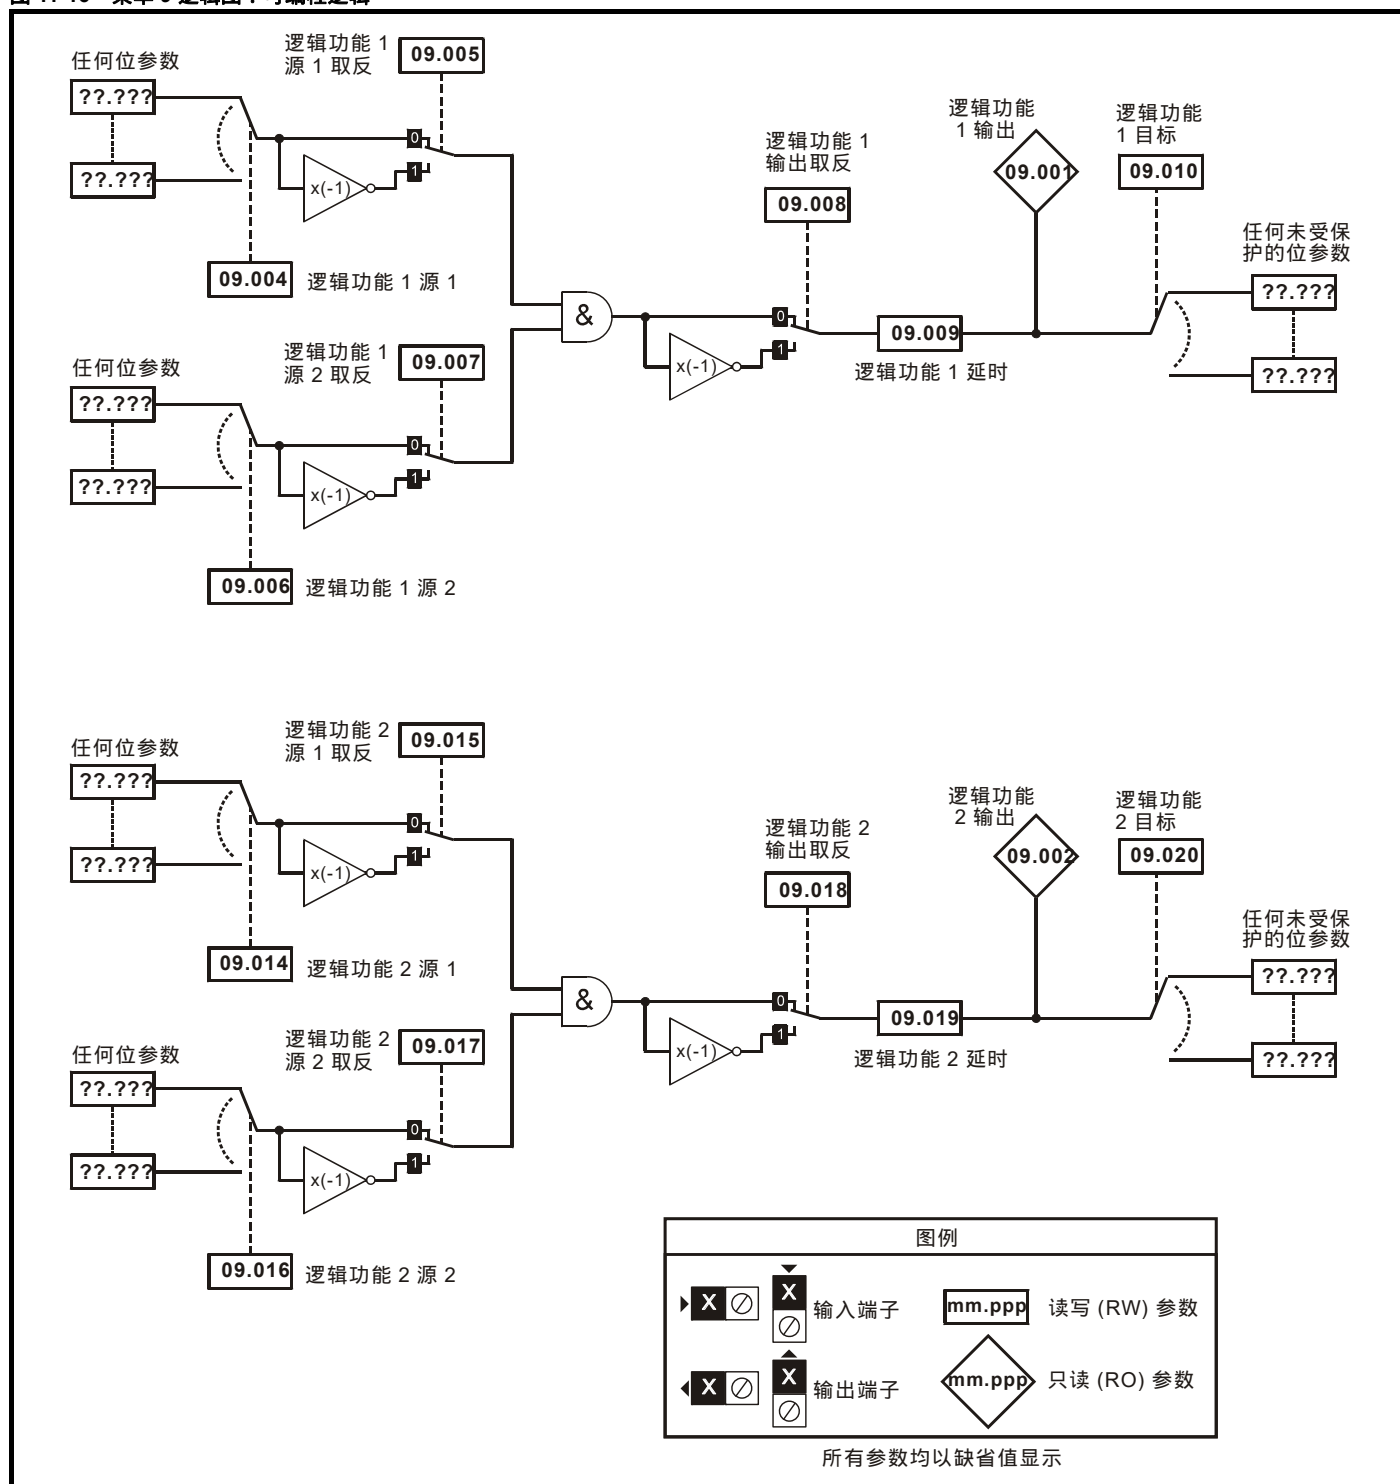 任何位参数
??.???
??.???
逻辑功能 1
源 1 取反
09.005
0
1
x(-1)
09.004
逻辑功能 1 源 1
任何位参数
??.???
??.???
逻辑功能 1
源 2 取反
09.007
0
1
x(-1)
09.006
逻辑功能 1 源 2
&
x(-1)
逻辑功能 1
输出取反
09.008
0
1
09.009
逻辑功能 1 延时
逻辑功能
1 输出
09.001
逻辑功能
1 目标
09.010
任何未受保
护的位参数
??.???
??.???
任何位参数
??.???
??.???
逻辑功能 2
源 1 取反
09.015
0
1
x(-1)
09.014
逻辑功能 2 源 1
任何位参数
??.???
??.???
逻辑功能 2
源 2 取反
09.017
0
1
x(-1)
09.016
逻辑功能 2 源 2
&
x(-1)
逻辑功能 2
输出取反
09.018
0
1
09.019
逻辑功能 2 延时
逻辑功能
2 输出
09.002
逻辑功能
2 目标
09.020
任何未受保
护的位参数
??.???
??.???
图例
X
X
输入端子
mm.ppp
读写 (RW) 参数
X
X
输出端子
mm.ppp
只读 (RO) 参数
所有参数均以缺省值显示